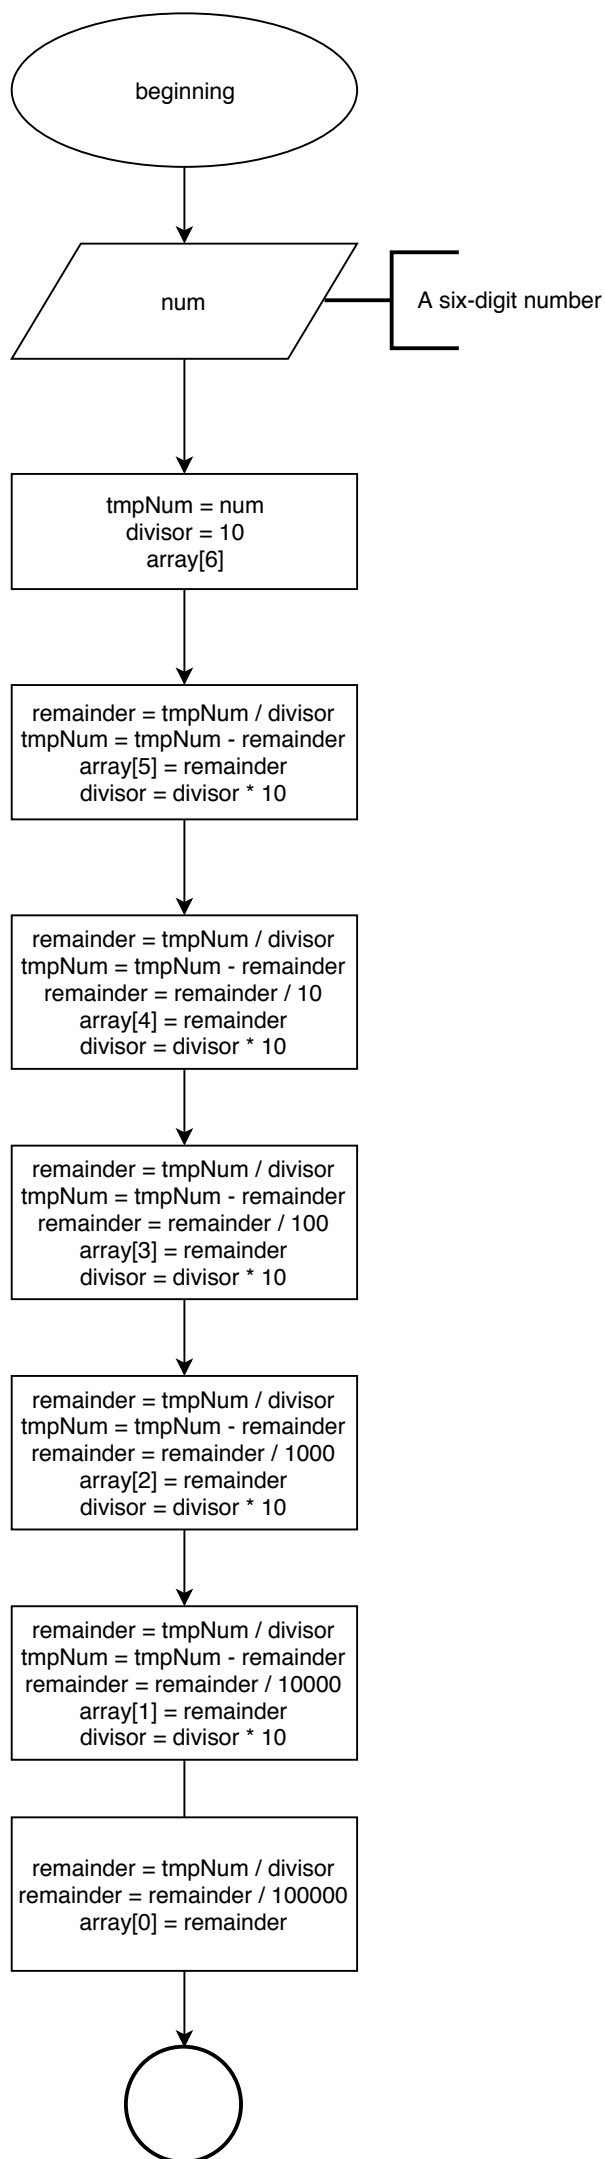 beginning
num
A six-digit number
tmpNum = num
divisor = 10
array[6]
remainder = tmpNum / divisor
tmpNum = tmpNum - remainder
array[5] = remainder
divisor = divisor * 10
remainder = tmpNum / divisor
tmpNum = tmpNum - remainder
remainder = remainder / 10
array[4] = remainder
divisor = divisor * 10
remainder = tmpNum / divisor
tmpNum = tmpNum - remainder
remainder = remainder / 100
array[3] = remainder
divisor = divisor * 10
remainder = tmpNum / divisor
tmpNum = tmpNum - remainder
remainder = remainder / 1000
array[2] = remainder
divisor = divisor * 10
remainder = tmpNum / divisor
tmpNum = tmpNum - remainder
remainder = remainder / 10000
array[1] = remainder
divisor = divisor * 10
remainder = tmpNum / divisor
remainder = remainder / 100000
array[0] = remainder